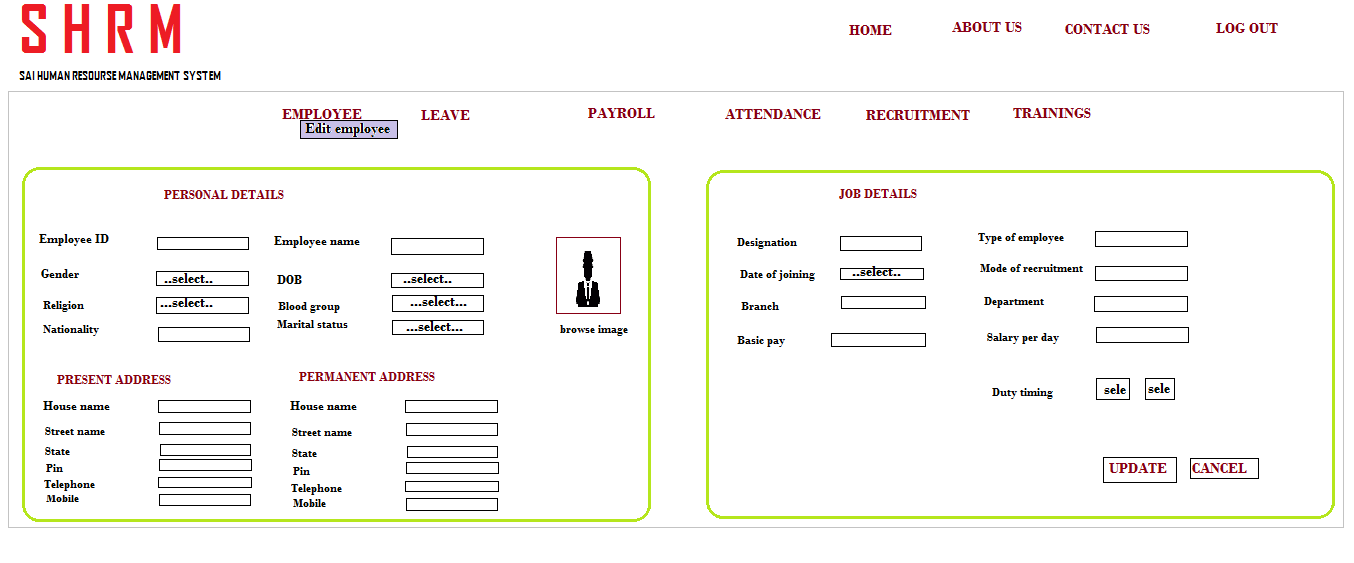 SHRM
SAI HUMAN RESOURSE MANAGEMENT SYSTEM
HOME ABOUT US CONTACT US LOG OUT
EMPLOYEE LEAVE PAYROLL ATTENDANCE RECRUITMENT TRAININGS
Edit employee
PERSONAL DETAILS
Employee ID Employee name
Gender ..select.. DOB ..select..
Religion ...select.. Blood group ...select...
Nationality Marital status ...select...
browse image
PRESENT ADDRESS PERMANENT ADDRESS
House name House name
Street name Street name
State State
Pin Pin
Telephone Telephone
Mobile Mobile
JOB DETAILS
Designation Type of employee
Date of joining ..select.. Mode of recruitment
Branch Department
Basic pay Salary per day
Duty timing sele sele
UPDATE CANCEL